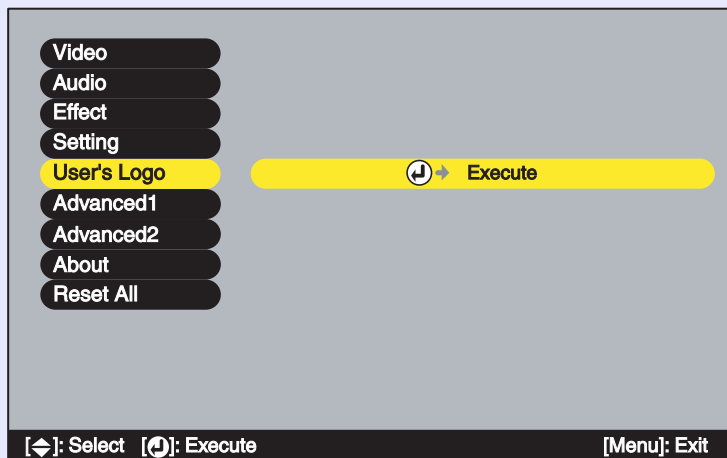 Video
Audio
Effect
Setting
User's Logo
Execute
Advanced1
Advanced2
About
Reset All
[]: Select []: Execute
[Menu]: Exit